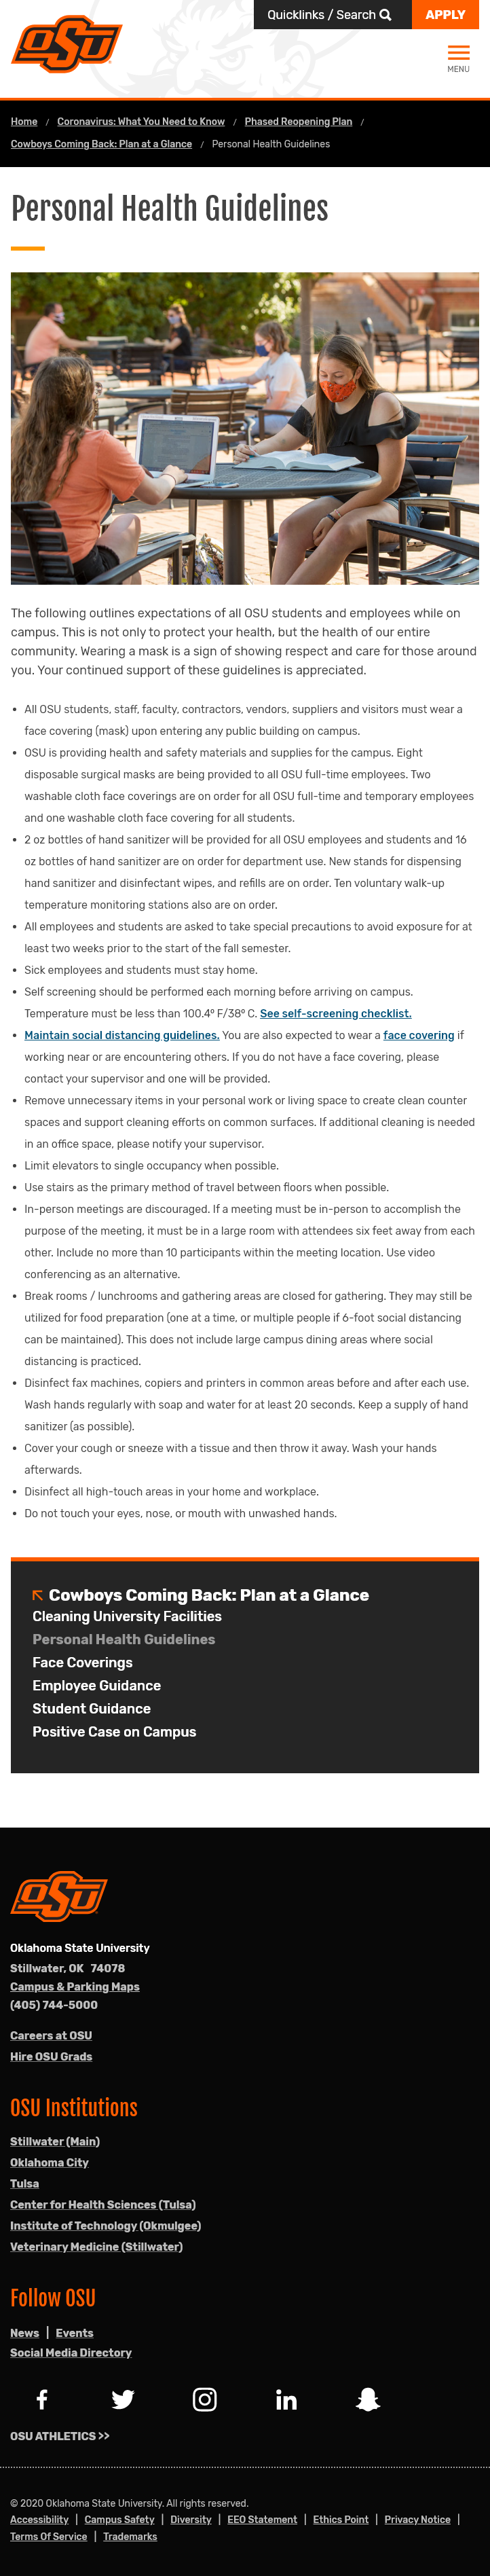 OSU
Quicklinks / Search
APPLY
MENU
Home / Coronavirus: What You Need to Know / Phased Reopening Plan /
Cowboys Coming Back: Plan at a Glance / Personal Health Guidelines
Personal Health Guidelines
The following outlines expectations of all OSU students and employees while on
campus. This is not only to protect your health, but the health of our entire
community. Wearing a mask is a sign of showing respect and care for those around
you. Your continued support of these guidelines is appreciated.
• All OSU students, staff, faculty, contractors, vendors, suppliers and visitors must wear a
face covering (mask) upon entering any public building on campus.
• OSU is providing health and safety materials and supplies for the campus. Eight
disposable surgical masks are being provided to all OSU full-time employees. Two
washable cloth face coverings are on order for all OSU full-time and temporary employees
and one washable cloth face covering for all students.
• 2 oz bottles of hand sanitizer will be provided for all OSU employees and students and 16
oz bottles of hand sanitizer are on order for department use. New stands for dispensing
hand sanitizer and disinfectant wipes, and refills are on order. Ten voluntary walk-up
temperature monitoring stations also are on order.
• All employees and students are asked to take special precautions to avoid exposure for at
least two weeks prior to the start of the fall semester.
• Sick employees and students must stay home.
• Self screening should be performed each morning before arriving on campus.
Temperature must be less than 100.4º F/38º C. See self-screening checklist.
• Maintain social distancing guidelines. You are also expected to wear a face covering if
working near or are encountering others. If you do not have a face covering, please
contact your supervisor and one will be provided.
• Remove unnecessary items in your personal work or living space to create clean counter
spaces and support cleaning efforts on common surfaces. If additional cleaning is needed
in an office space, please notify your supervisor.
• Limit elevators to single occupancy when possible.
• Use stairs as the primary method of travel between floors when possible.
• In-person meetings are discouraged. If a meeting must be in-person to accomplish the
purpose of the meeting, it must be in a large room with attendees six feet away from each
other. Include no more than 10 participants within the meeting location. Use video
conferencing as an alternative.
• Break rooms / lunchrooms and gathering areas are closed for gathering. They may still be
utilized for food preparation (one at a time, or multiple people if 6-foot social distancing
can be maintained). This does not include large campus dining areas where social
distancing is practiced.
• Disinfect fax machines, copiers and printers in common areas before and after each use.
Wash hands regularly with soap and water for at least 20 seconds. Keep a supply of hand
sanitizer (as possible).
• Cover your cough or sneeze with a tissue and then throw it away. Wash your hands
afterwards.
• Disinfect all high-touch areas in your home and workplace.
• Do not touch your eyes, nose, or mouth with unwashed hands.
Cowboys Coming Back: Plan at a Glance
Cleaning University Facilities
Personal Health Guidelines
Face Coverings
Employee Guidance
Student Guidance
Positive Case on Campus
OSU
Oklahoma State University
Stillwater, OK 74078
Campus & Parking Maps
(405) 744-5000
Careers at OSU
Hire OSU Grads
OSU Institutions
Stillwater (Main)
Oklahoma City
Tulsa
Center for Health Sciences (Tulsa)
Institute of Technology (Okmulgee)
Veterinary Medicine (Stillwater)
Follow OSU
News | Events
Social Media Directory
OSU ATHLETICS >>
© 2020 Oklahoma State University. All rights reserved.
Accessibility | Campus Safety | Diversity | EEO Statement | Ethics Point | Privacy Notice |
Terms Of Service | Trademarks